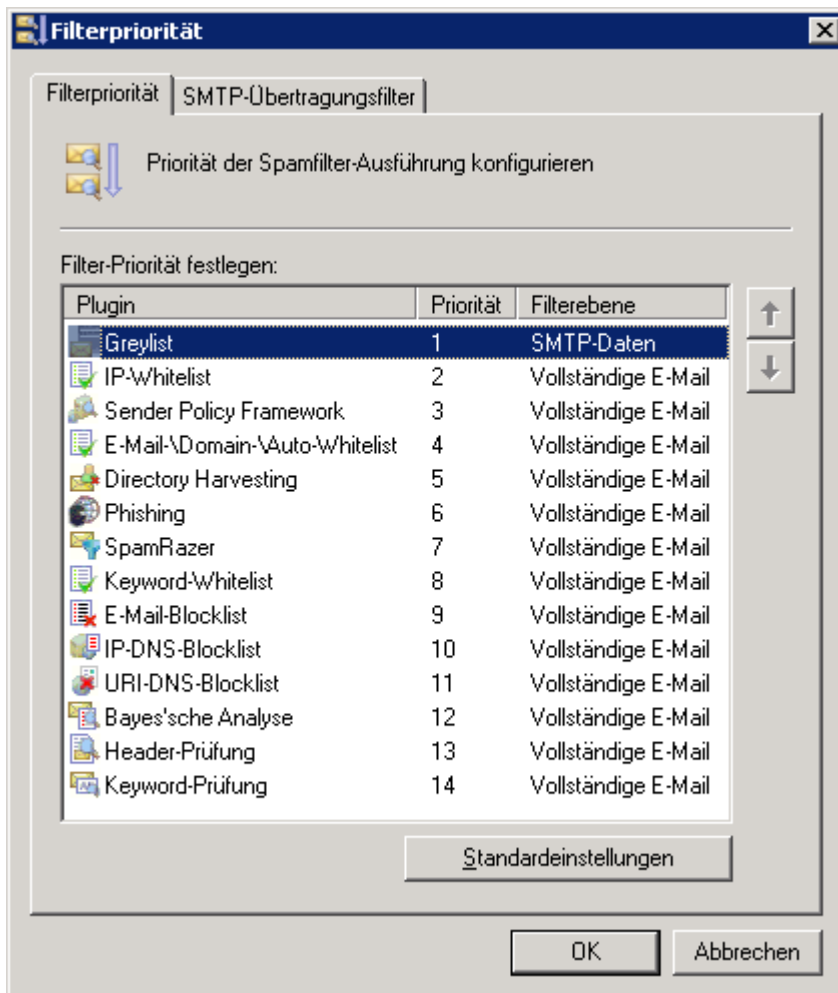 Filterpriorität
Filterpriorität SMTP-Übertragungsfilter
Priorität der Spamfilter-Ausführung konfigurieren
Filter-Priorität festlegen:
Plugin Priorität Filterebene
Greylist 1 SMTP-Daten
IP-Whitelist 2 Vollständige E-Mail
Sender Policy Framework 3 Vollständige E-Mail
E-Mail-\Domain-\Auto-Whitelist 4 Vollständige E-Mail
Directory Harvesting 5 Vollständige E-Mail
Phishing 6 Vollständige E-Mail
SpamRazer 7 Vollständige E-Mail
Keyword-Whitelist 8 Vollständige E-Mail
E-Mail-Blocklist 9 Vollständige E-Mail
IP-DNS-Blocklist 10 Vollständige E-Mail
URI-DNS-Blocklist 11 Vollständige E-Mail
Bayes'sche Analyse 12 Vollständige E-Mail
Header-Prüfung 13 Vollständige E-Mail
Keyword-Prüfung 14 Vollständige E-Mail
Standardeinstellungen
OK Abbrechen